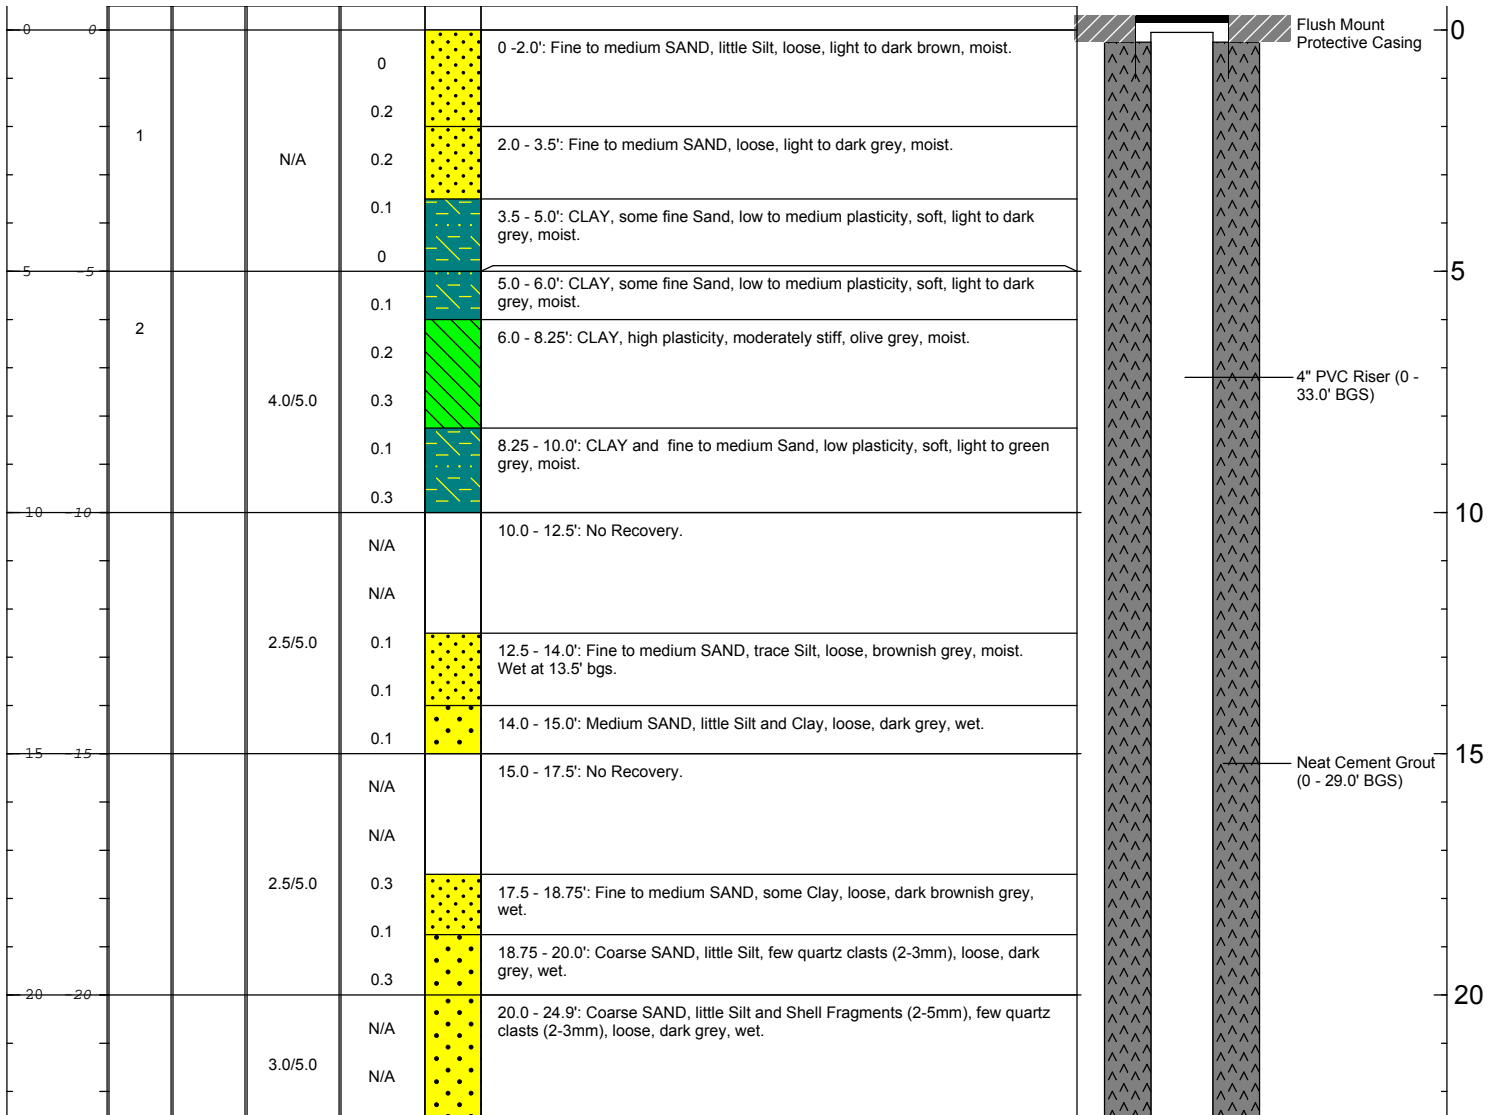 0 0
0 -2.0': Fine to medium SAND, little Silt, loose, light to dark brown, moist.
Flush Mount
Protective Casing
0
0
0.2
1
N/A
0.2
2.0 - 3.5': Fine to medium SAND, loose, light to dark grey, moist.
0.1
3.5 - 5.0': CLAY, some fine Sand, low to medium plasticity, soft, light to dark
grey, moist.
0
5 -5
5
5.0 - 6.0': CLAY, some fine Sand, low to medium plasticity, soft, light to dark
grey, moist.
0.1
2
6.0 - 8.25': CLAY, high plasticity, moderately stiff, olive grey, moist.
0.2
4" PVC Riser (0 -
33.0' BGS)
4.0/5.0
0.3
0.1
8.25 - 10.0': CLAY and  fine to medium Sand, low plasticity, soft, light to green
grey, moist.
0.3
10 -10
10
10.0 - 12.5': No Recovery.
N/A
N/A
2.5/5.0
0.1
12.5 - 14.0': Fine to medium SAND, trace Silt, loose, brownish grey, moist.
Wet at 13.5' bgs.
0.1
14.0 - 15.0': Medium SAND, little Silt and Clay, loose, dark grey, wet.
0.1
15 -15
15
15.0 - 17.5': No Recovery.
Neat Cement Grout
(0 - 29.0' BGS)
N/A
N/A
2.5/5.0
0.3
17.5 - 18.75': Fine to medium SAND, some Clay, loose, dark brownish grey,
wet.
0.1
18.75 - 20.0': Coarse SAND, little Silt, few quartz clasts (2-3mm), loose, dark
grey, wet.
0.3
20 -20
20
20.0 - 24.9': Coarse SAND, little Silt and Shell Fragments (2-5mm), few quartz
clasts (2-3mm), loose, dark grey, wet.
N/A
3.0/5.0
N/A